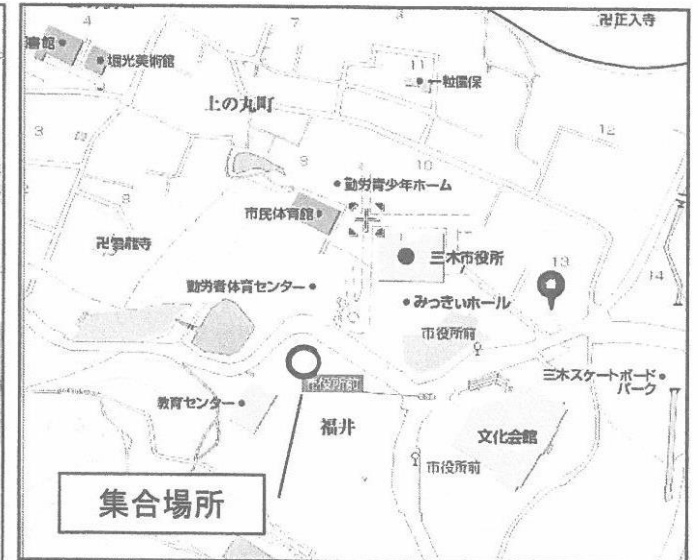 4
7
卍正入寺
堀光美術館
11
一粒園保
上の丸町
3
12
9
10
勤労青少年ホーム
市民体育館
卍雲龍寺
三木市役所
13
14
勤労者体育センター
みっきいホール
市役所前
三木スケートボード
パーク
市役所前
教育センター
福井
文化会館
市役所前
集合場所